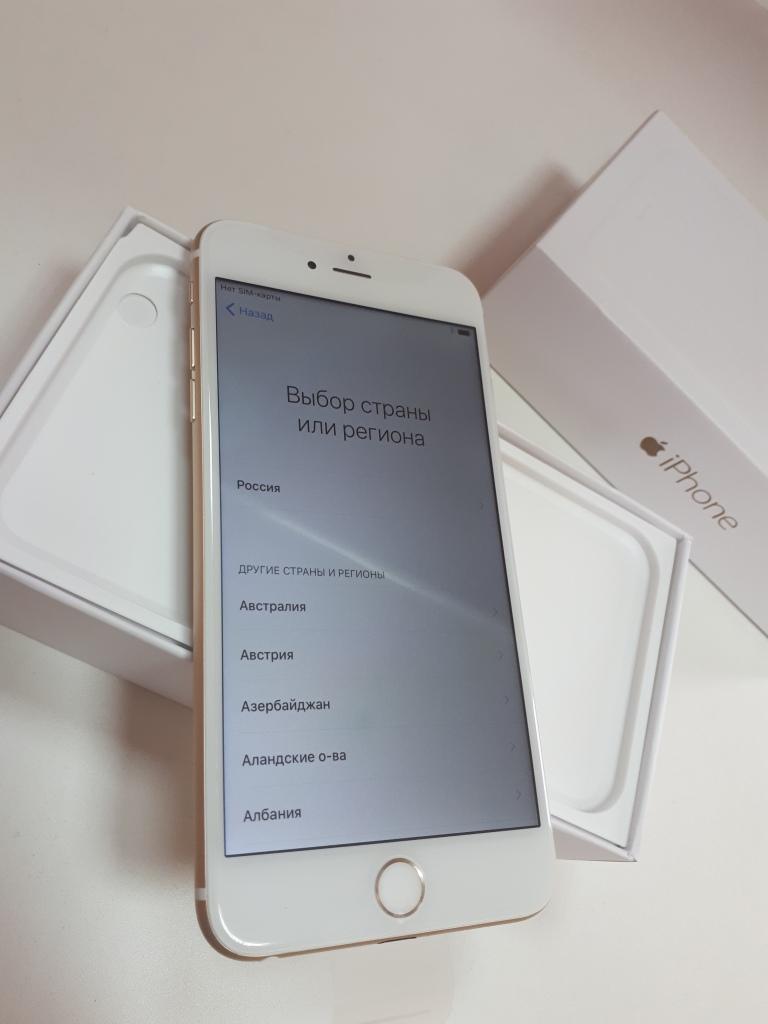 Нет SIM-карты
Назад
Выбор страны
или региона
Россия
ДРУГИЕ СТРАНЫ И РЕГИОНЫ
Австралия
Австрия
Азербайджан
Аландские о-ва
Албания
iPhone